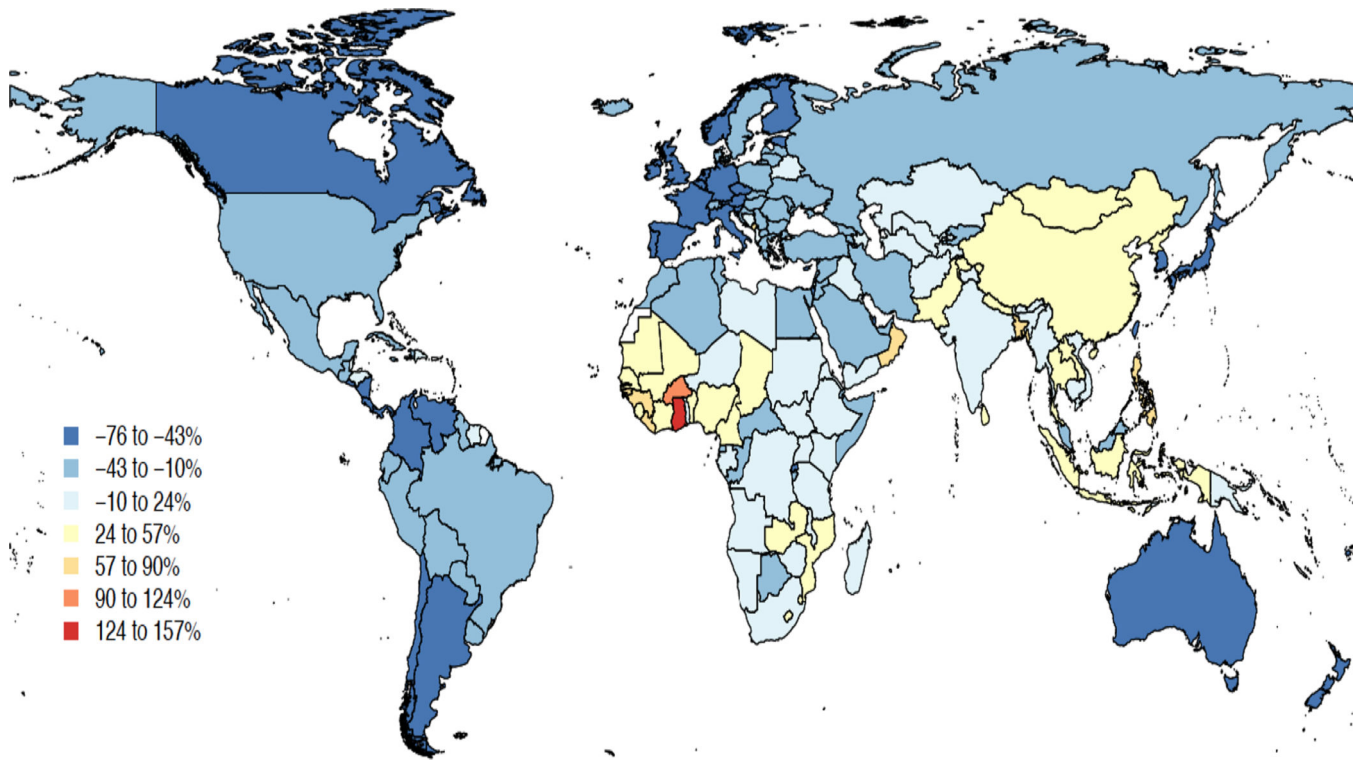 −76 to −43%
−43 to −10%
−10 to 24%
24 to 57%
57 to 90%
90 to 124%
124 to 157%